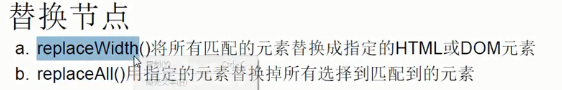 替换节点
a. replaceWidth()将所有匹配的元素替换成指定的HTML或DOM元素
b. replaceAll()用指定的元素替换掉所有选择到匹配到的元素